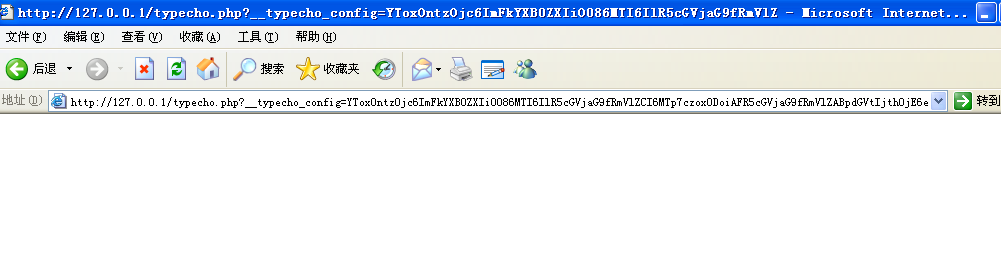 http://127.0.0.1/typecho.php?__typecho_config=YToxOntzOjc6ImFkYXB0ZXIiO086MTI6IlR5cGVjaG9fRmVlZ - Microsoft Internet...
文件(F) 编辑(E) 查看(V) 收藏(A) 工具(T) 帮助(H)
后退 搜索 收藏夹
地址(D) http://127.0.0.1/typecho.php?__typecho_config=YToxOntzOjc6ImFkYXB0ZXIiO086MTI6IlR5cGVjaG9fRmVlZCI6MTp7czoxODoiAFR5cGVjaG9fRmVlZABpdGVtIjthOjE6e 转到